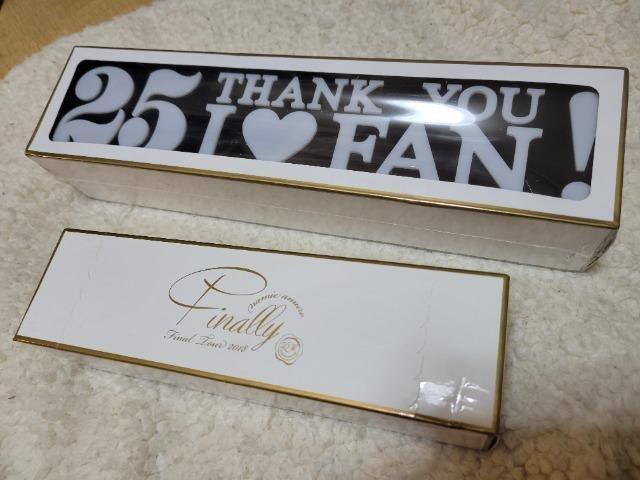 25 THANK YOU
I ♥ FAN!
namie amuro
Finally
Final Tour 2018